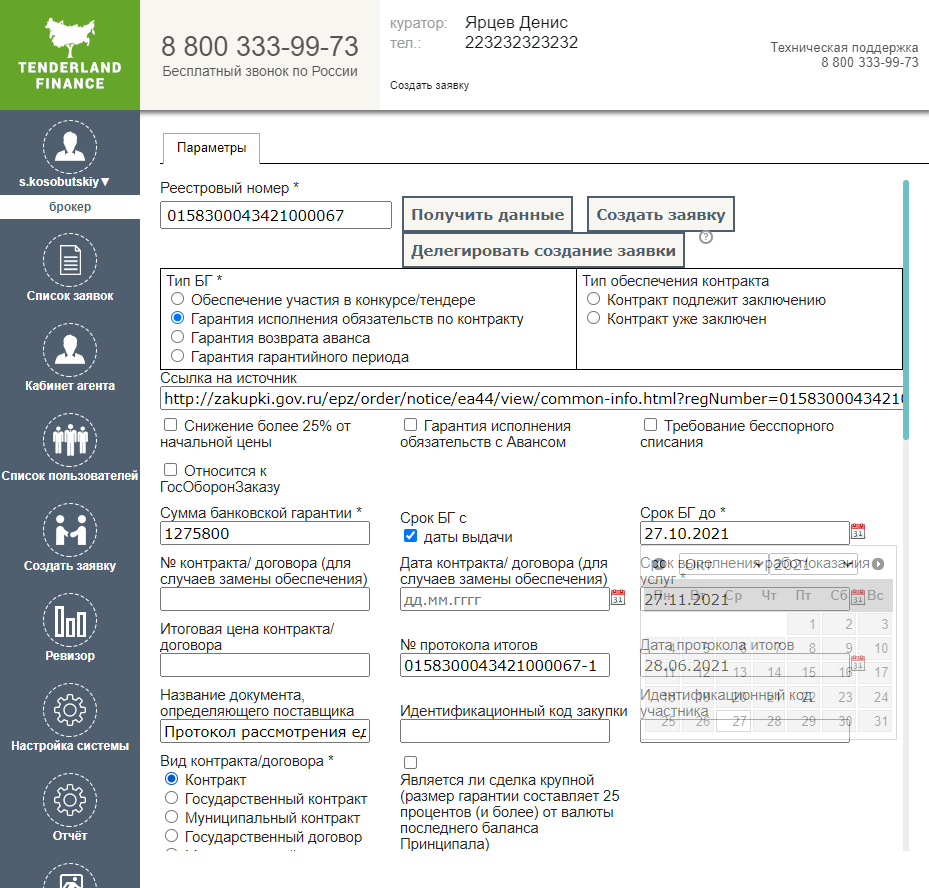 TENDERLAND
FINANCE
8 800 333-99-73
Бесплатный звонок по России
куратор: Ярцев Денис
тел.: 223232323232
Создать заявку
Техническая поддержка
8 800 333-99-73
s.kosobutskiy▼
брокер
Список заявок
Кабинет агента
Список пользователей
Создать заявку
Ревизор
Настройка системы
Отчёт
Параметры
Реестровый номер *
0158300043421000067
Получить данные
Создать заявку
Делегировать создание заявки
?
Тип БГ *
Обеспечение участия в конкурсе/тендере
Гарантия исполнения обязательств по контракту
Гарантия возврата аванса
Гарантия гарантийного периода
Тип обеспечения контракта
Контракт подлежит заключению
Контракт уже заключен
Ссылка на источник
http://zakupki.gov.ru/epz/order/notice/ea44/view/common-info.html?regNumber=01583000434210
Снижение более 25% от
начальной цены
Гарантия исполнения
обязательств с Авансом
Требование бесспорного
списания
Относится к
ГосОборонЗаказу
Сумма банковской гарантии *
1275800
Срок БГ с
даты выдачи
Срок БГ до *
27.10.2021
№ контракта/ договора (для
случаев замены обеспечения)
Дата контракта/ договора (для
случаев замены обеспечения)
дд.мм.гггг
Срок выполнения работ/оказания
услуг *
27.11.2021
Окт 2021
Пн Вт Ср Чт Пт Сб Вс
1 2 3
4 5 6 7 8 9 10
11 12 13 14 15 16 17
18 19 20 21 22 23 24
25 26 27 28 29 30 31
Итоговая цена контракта/
договора
№ протокола итогов
0158300043421000067-1
Дата протокола итогов
28.06.2021
Название документа,
определяющего поставщика
Протокол рассмотрения ед
Идентификационный код закупки
Идентификационный код
участника
Вид контракта/договора *
Контракт
Государственный контракт
Муниципальный контракт
Государственный договор
Является ли сделка крупной
(размер гарантии составляет 25
процентов (и более) от валюты
последнего баланса
Принципала)